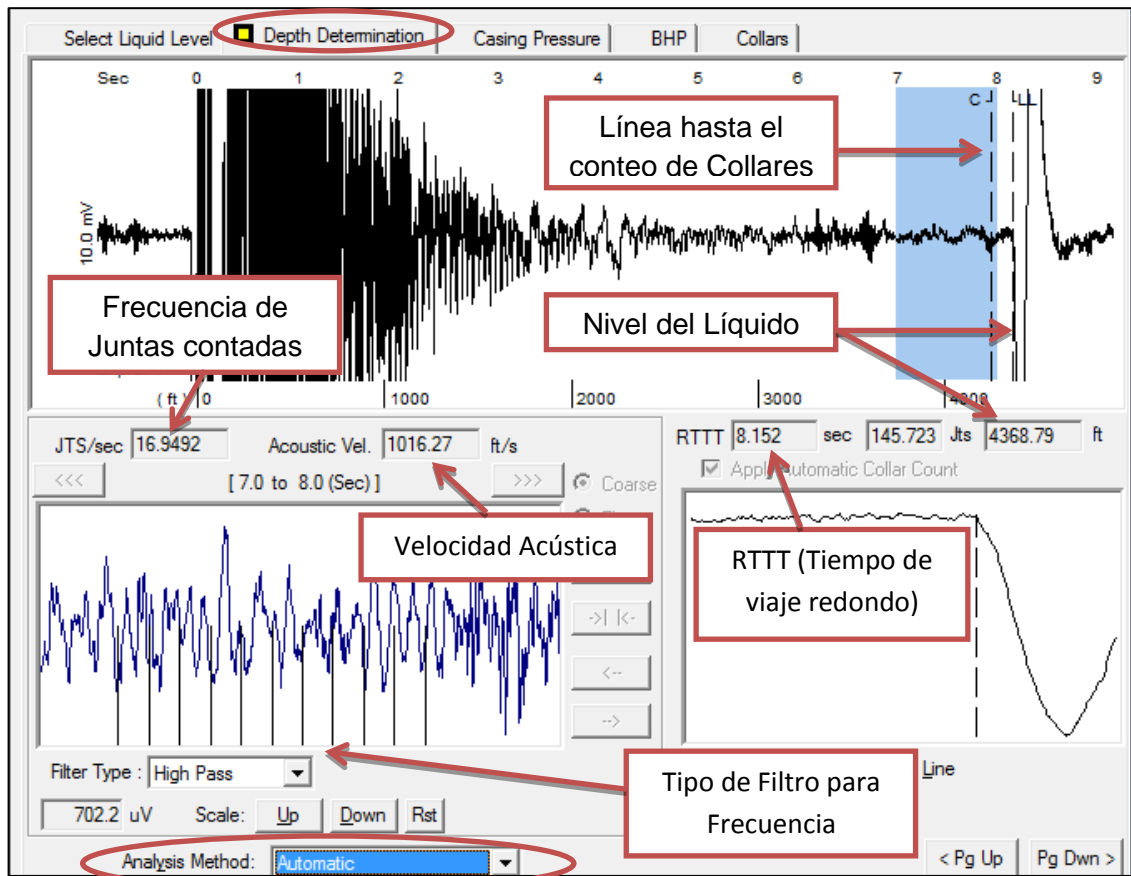 Select Liquid Level Depth Determination Casing Pressure BHP Collars
Sec 0 1 2 3 4 5 6 7 8 9
C LL
Línea hasta el
conteo de Collares
10.0 mV
Frecuencia de
Juntas contadas
Nivel del Líquido
(ft) 0 1000 2000 3000 4000
JTS/sec 16.9492 Acoustic Vel. 1016.27 ft/s
RTTT 8.152 sec 145.723 Jts 4368.79 ft
<<< [ 7.0 to 8.0 (Sec) ] >>> Coarse
Apply Automatic Collar Count
Velocidad Acústica
RTTT (Tiempo de
viaje redondo)
->| |<-
<--
-->
Filter Type : High Pass
Tipo de Filtro para
Frecuencia
Line
702.2 uV Scale: Up Down Rst
Analysis Method: Automatic
< Pg Up Pg Dwn >